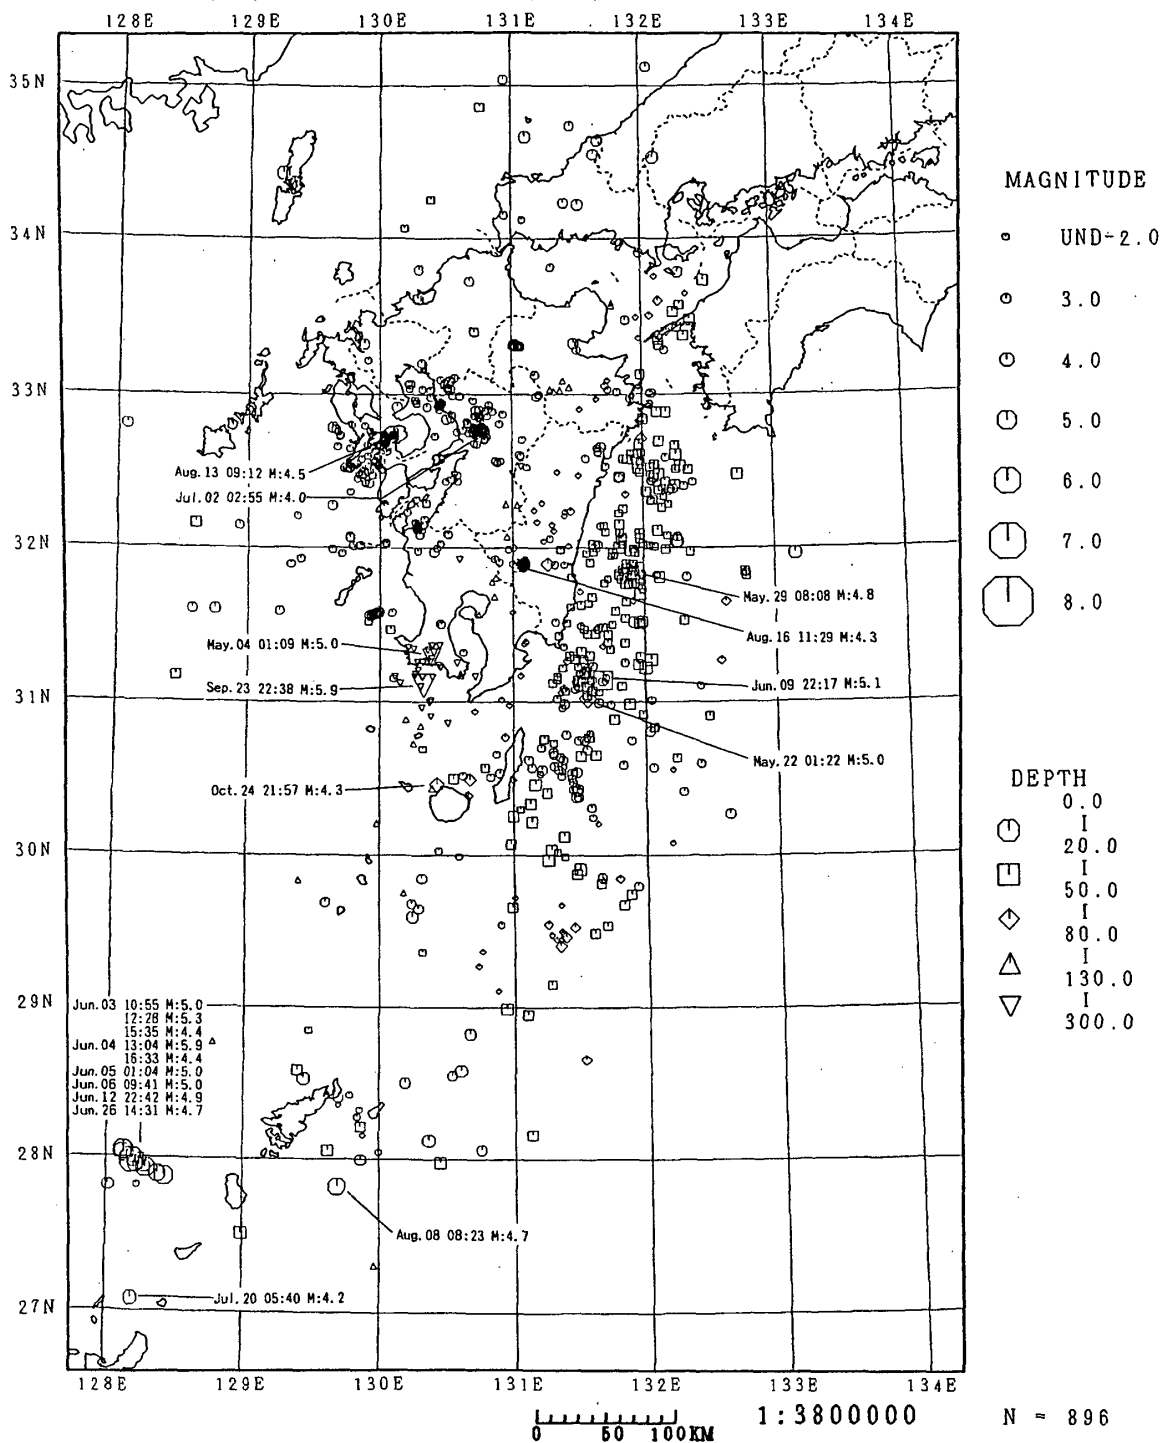 128E 129E 130E 131E 132E 133E 134E
35N
34N
33N
32N
31N
30N
29N
28N
27N
Aug.13 09:12 M:4.5
Jul.02 02:55 M:4.0
May.29 08:08 M:4.8
Aug.16 11:29 M:4.3
May.04 01:09 M:5.0
Sep.23 22:38 M:5.9
Jun.09 22:17 M:5.1
May.22 01:22 M:5.0
Oct.24 21:57 M:4.3
Jun.03 10:55 M:5.0
12:28 M:5.3
15:35 M:4.4
Jun.04 13:04 M:5.9
16:33 M:4.4
Jun.05 01:04 M:5.0
Jun.06 09:41 M:5.0
Jun.12 22:42 M:4.9
Jun.26 14:31 M:4.7
Aug.08 08:23 M:4.7
Jul.20 05:40 M:4.2
128E 129E 130E 131E 132E 133E 134E
MAGNITUDE
UND-2.0
3.0
4.0
5.0
6.0
7.0
8.0
DEPTH
0.0
I
20.0
I
50.0
I
80.0
I
130.0
I
300.0
0 50 100KM
1:3800000
N = 896